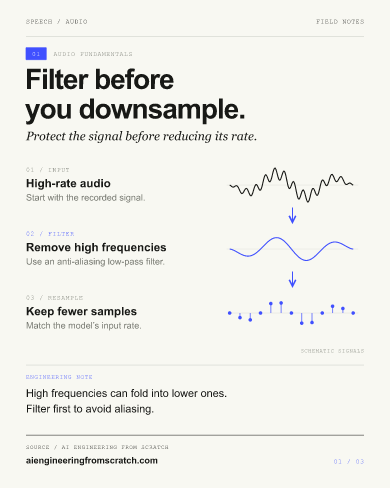 SPEECH / AUDIO
FIELD NOTES
01
AUDIO FUNDAMENTALS
Filter before
you downsample.
Protect the signal before reducing its rate.
01 / INPUT
High-rate audio
Start with the recorded signal.
02 / FILTER
Remove high frequencies
Use an anti-aliasing low-pass filter.
03 / RESAMPLE
Keep fewer samples
Match the model's input rate.
SCHEMATIC SIGNALS
ENGINEERING NOTE
High frequencies can fold into lower ones.
Filter first to avoid aliasing.
SOURCE / AI ENGINEERING FROM SCRATCH
aiengineeringfromscratch.com
01 / 03